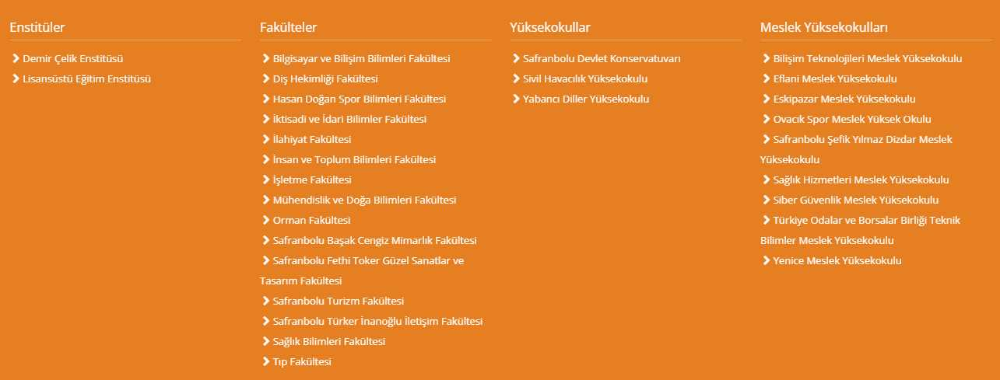 Enstitüler
Demir Çelik Enstitüsü
Lisansüstü Eğitim Enstitüsü
Fakülteler
Bilgisayar ve Bilişim Bilimleri Fakültesi
Diş Hekimliği Fakültesi
Hasan Doğan Spor Bilimleri Fakültesi
İktisadi ve İdari Bilimler Fakültesi
İlahiyat Fakültesi
İnsan ve Toplum Bilimleri Fakültesi
İşletme Fakültesi
Mühendislik ve Doğa Bilimleri Fakültesi
Orman Fakültesi
Safranbolu Başak Cengiz Mimarlık Fakültesi
Safranbolu Fethi Toker Güzel Sanatlar ve
Tasarım Fakültesi
Safranbolu Turizm Fakültesi
Safranbolu Türker İnanoğlu İletişim Fakültesi
Sağlık Bilimleri Fakültesi
Tıp Fakültesi
Yüksekokullar
Safranbolu Devlet Konservatuvarı
Sivil Havacılık Yüksekokulu
Yabancı Diller Yüksekokulu
Meslek Yüksekokulları
Bilişim Teknolojileri Meslek Yüksekokulu
Eflani Meslek Yüksekokulu
Eskipazar Meslek Yüksekokulu
Ovacık Spor Meslek Yüksek Okulu
Safranbolu Şefik Yılmaz Dizdar Meslek
Yüksekokulu
Sağlık Hizmetleri Meslek Yüksekokulu
Siber Güvenlik Meslek Yüksekokulu
Türkiye Odalar ve Borsalar Birliği Teknik
Bilimler Meslek Yüksekokulu
Yenice Meslek Yüksekokulu